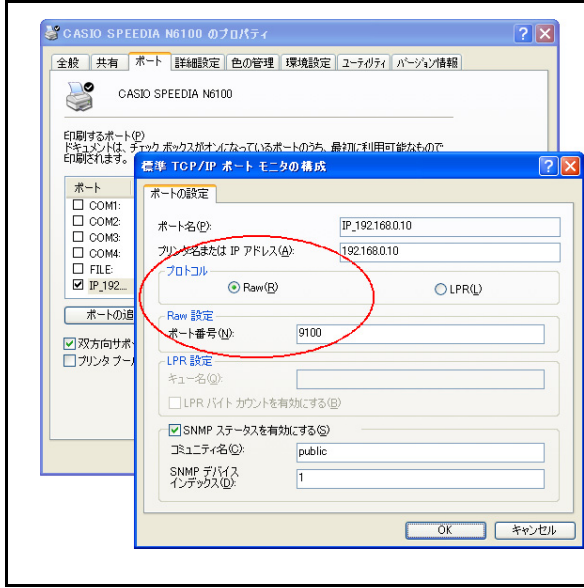 CASIO SPEEDIA N6100 のプロパティ
全般 共有 ポート 詳細設定 色の管理 環境設定 ユーティリティ バージョン情報
CASIO SPEEDIA N6100
印刷するポート(P)
ドキュメントは、チェック ボックスがオンになっているポートのうち、最初に利用可能なもので
印刷されます。
ポート
COM1:
COM2:
COM3:
COM4:
FILE:
IP_192...
ポートの追
双方向サポ
プリンタ プー
標準 TCP/IP ポート モニタの構成
ポートの設定
ポート名(P): IP_192.168.0.10
プリンタ名または IP アドレス(A): 192.168.0.10
プロトコル
Raw(R) LPR(L)
Raw 設定
ポート番号(N): 9100
LPR 設定
キュー名(Q):
LPR バイト カウントを有効にする(B)
SNMP ステータスを有効にする(S)
コミュニティ名(C): public
SNMP デバイス
インデックス(D): 1
OK キャンセル